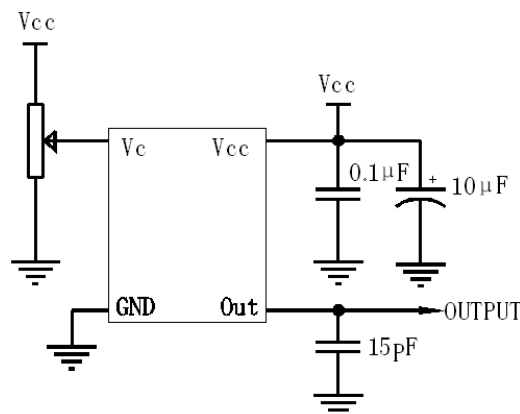 Vcc
Vcc
Vc
Vcc
0.1μF
+
10μF
GND
Out
OUTPUT
15pF